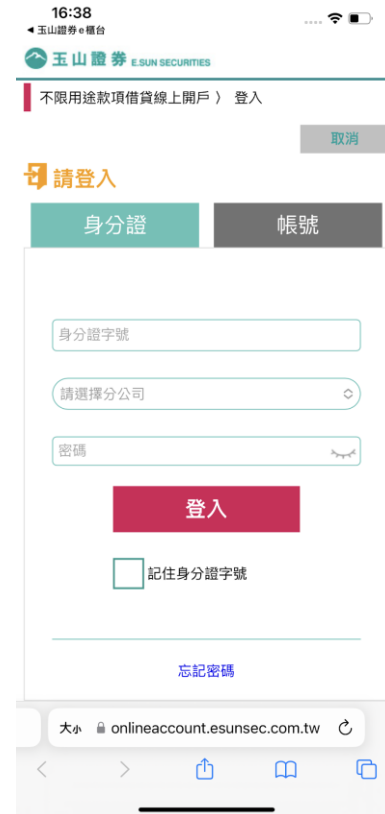 16:38
◀ 玉山證券e櫃台
玉山證券 E.SUN SECURITIES
不限用途款項借貸線上開戶 〉 登入
取消
請登入
身分證
帳號
身分證字號
請選擇分公司
密碼
登入
記住身分證字號
忘記密碼
大小 onlineaccount.esunsec.com.tw